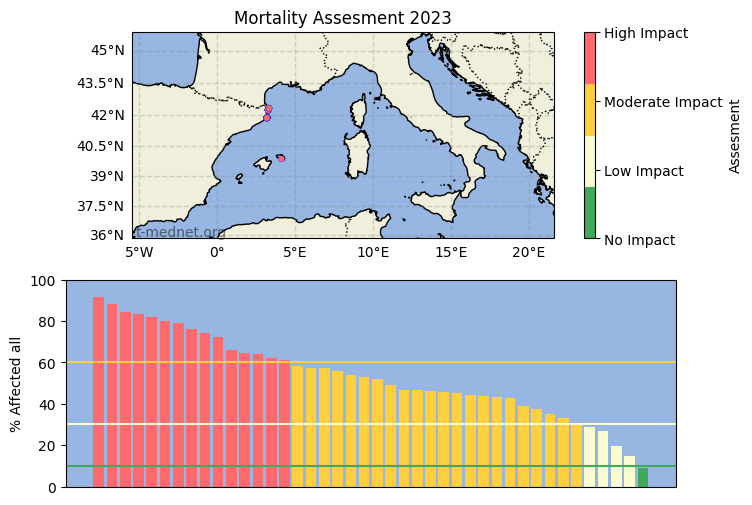 Mortality Assesment 2023
45°N
43.5°N
42°N
40.5°N
39°N
37.5°N
36°N
t-mednet.org
5°W
0°
5°E
10°E
15°E
20°E
High Impact
Moderate Impact
Low Impact
No Impact
Assesment
100
80
60
40
20
0
% Affected all